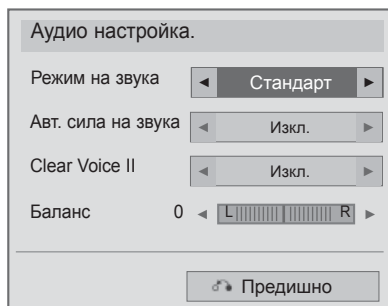 Аудио настройка.
Режим на звука ◄ Стандарт ►
Авт. сила на звука ◄ Изкл. ►
Clear Voice II ◄ Изкл. ►
Баланс 0 ◄ L R ►
Предишно